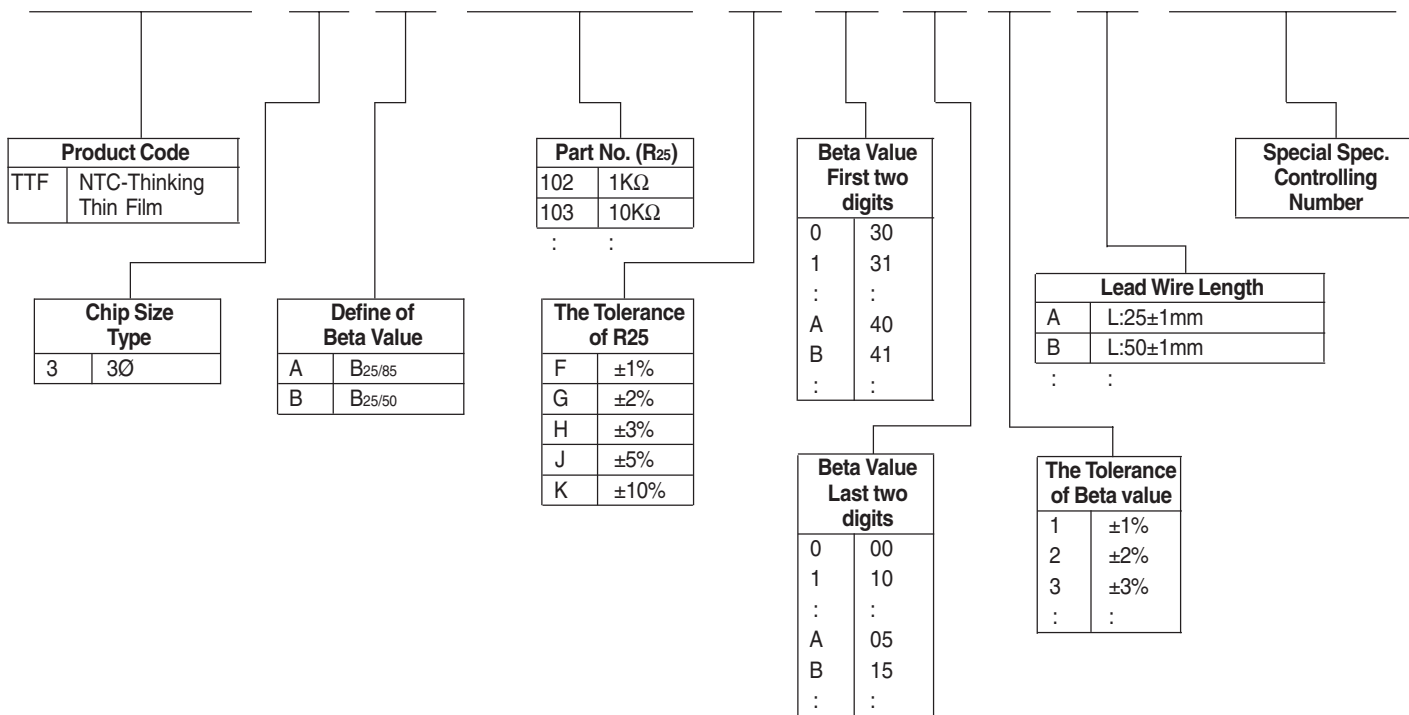 Product Code
TTF NTC-Thinking
Thin Film
Part No. (R25)
102 1KΩ
103 10KΩ
: :
Beta Value
First two
digits
0 30
1 31
: :
A 40
B 41
: :
Special Spec.
Controlling
Number
Chip Size
Type
3 3Ø
Define of
Beta Value
A B25/85
B B25/50
The Tolerance
of R25
F ±1%
G ±2%
H ±3%
J ±5%
K ±10%
Lead Wire Length
A L:25±1mm
B L:50±1mm
: :
Beta Value
Last two
digits
0 00
1 10
: :
A 05
B 15
: :
The Tolerance
of Beta value
1 ±1%
2 ±2%
3 ±3%
: :